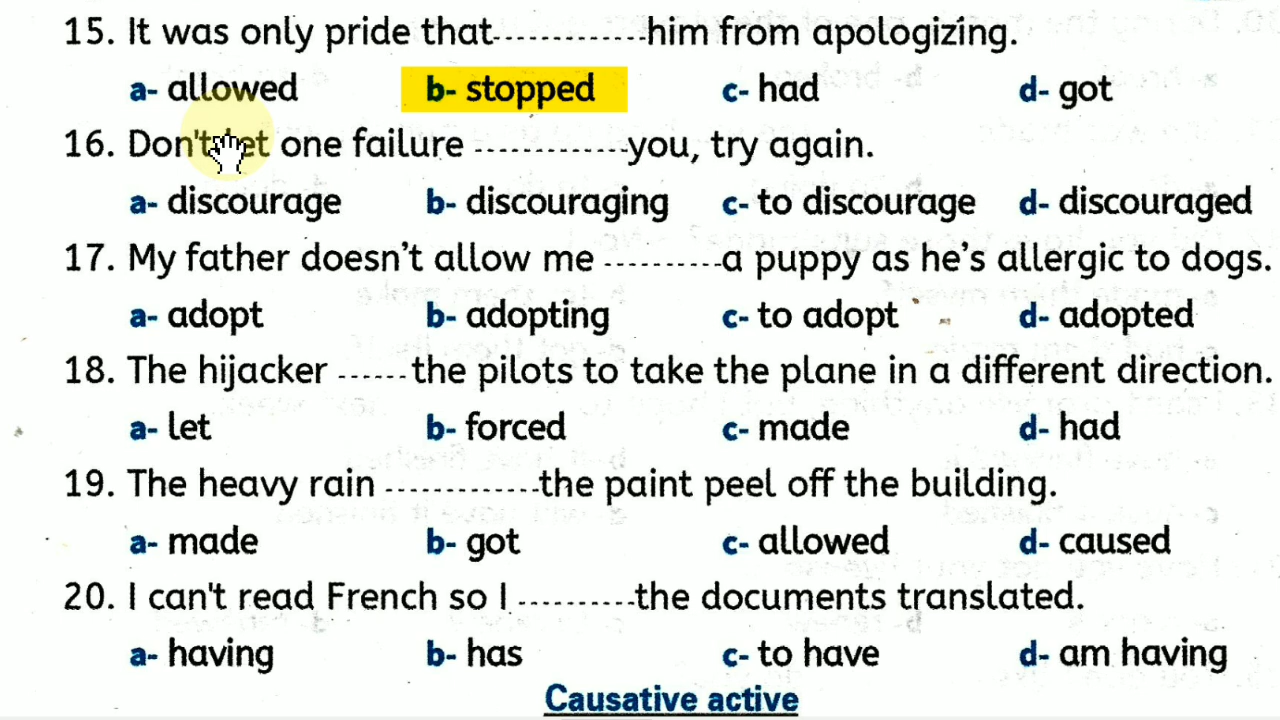 15. It was only pride that.............him from apologizing.
a- allowed b- stopped c- had d- got
16. Don't let one failure .............you, try again.
a- discourage b- discouraging c- to discourage d- discouraged
17. My father doesn’t allow me ..........a puppy as he’s allergic to dogs.
a- adopt b- adopting c- to adopt d- adopted
18. The hijacker ......the pilots to take the plane in a different direction.
a- let b- forced c- made d- had
19. The heavy rain .............the paint peel off the building.
a- made b- got c- allowed d- caused
20. I can't read French so I ..........the documents translated.
a- having b- has c- to have d- am having
Causative active